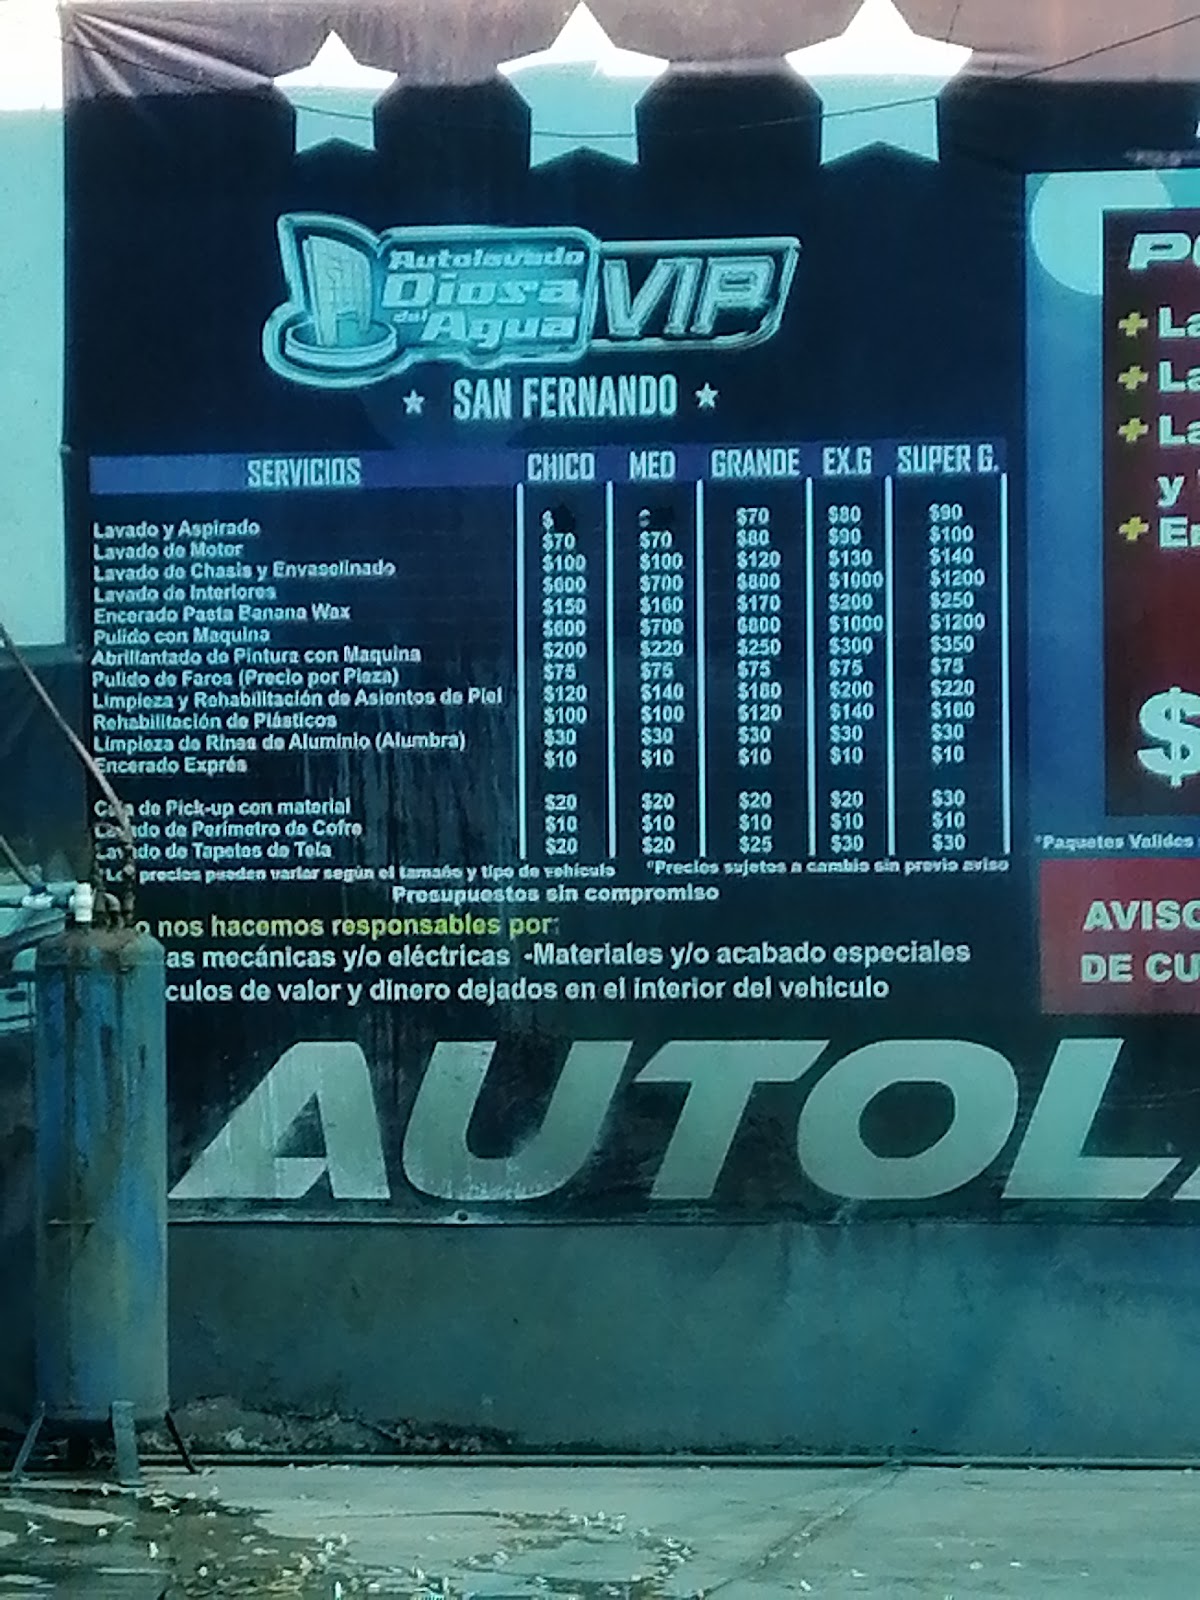 Autolavado
Diosa
del Agua
VIP
SAN FERNANDO
SERVICIOS CHICO MED GRANDE EX.G SUPER G.
Lavado y Aspirado $ $70 $80 $90
Lavado de Motor $70 $70 $80 $90 $100
Lavado de Chasis y Envaselinado $100 $100 $120 $130 $140
Lavado de Interiores $600 $700 $800 $1000 $1200
Encerado Pasta Banana Wax $150 $160 $170 $200 $250
Pulido con Maquina $600 $700 $800 $1000 $1200
Abrillantado de Pintura con Maquina $200 $220 $250 $300 $350
Pulido de Faros (Precio por Pieza) $75 $75 $75 $75 $75
Limpieza y Rehabilitación de Asientos de Piel $120 $140 $180 $200 $220
Rehabilitación de Plásticos $100 $100 $120 $140 $160
Limpieza de Rines de Aluminio (Alumbra) $30 $30 $30 $30 $30
Encerado Exprés $10 $10 $10 $10 $10
de Pick-up con material $20 $20 $20 $20 $30
de Perímetro de Cofre $10 $10 $10 $10 $10
Lavado de Tapetes de Tela $20 $20 $25 $30 $30
precios pueden variar según el tamaño y tipo de vehículo *Precios sujetos a cambio sin previo aviso
Presupuestos sin compromiso
o nos hacemos responsables por:
as mecánicas y/o eléctricas -Materiales y/o acabado especiales
culos de valor y dinero dejados en el interior del vehiculo
AUTOL
+ La
+ La
+ La
y
+
$
*Paquetes Validos
AVISO
DE CU